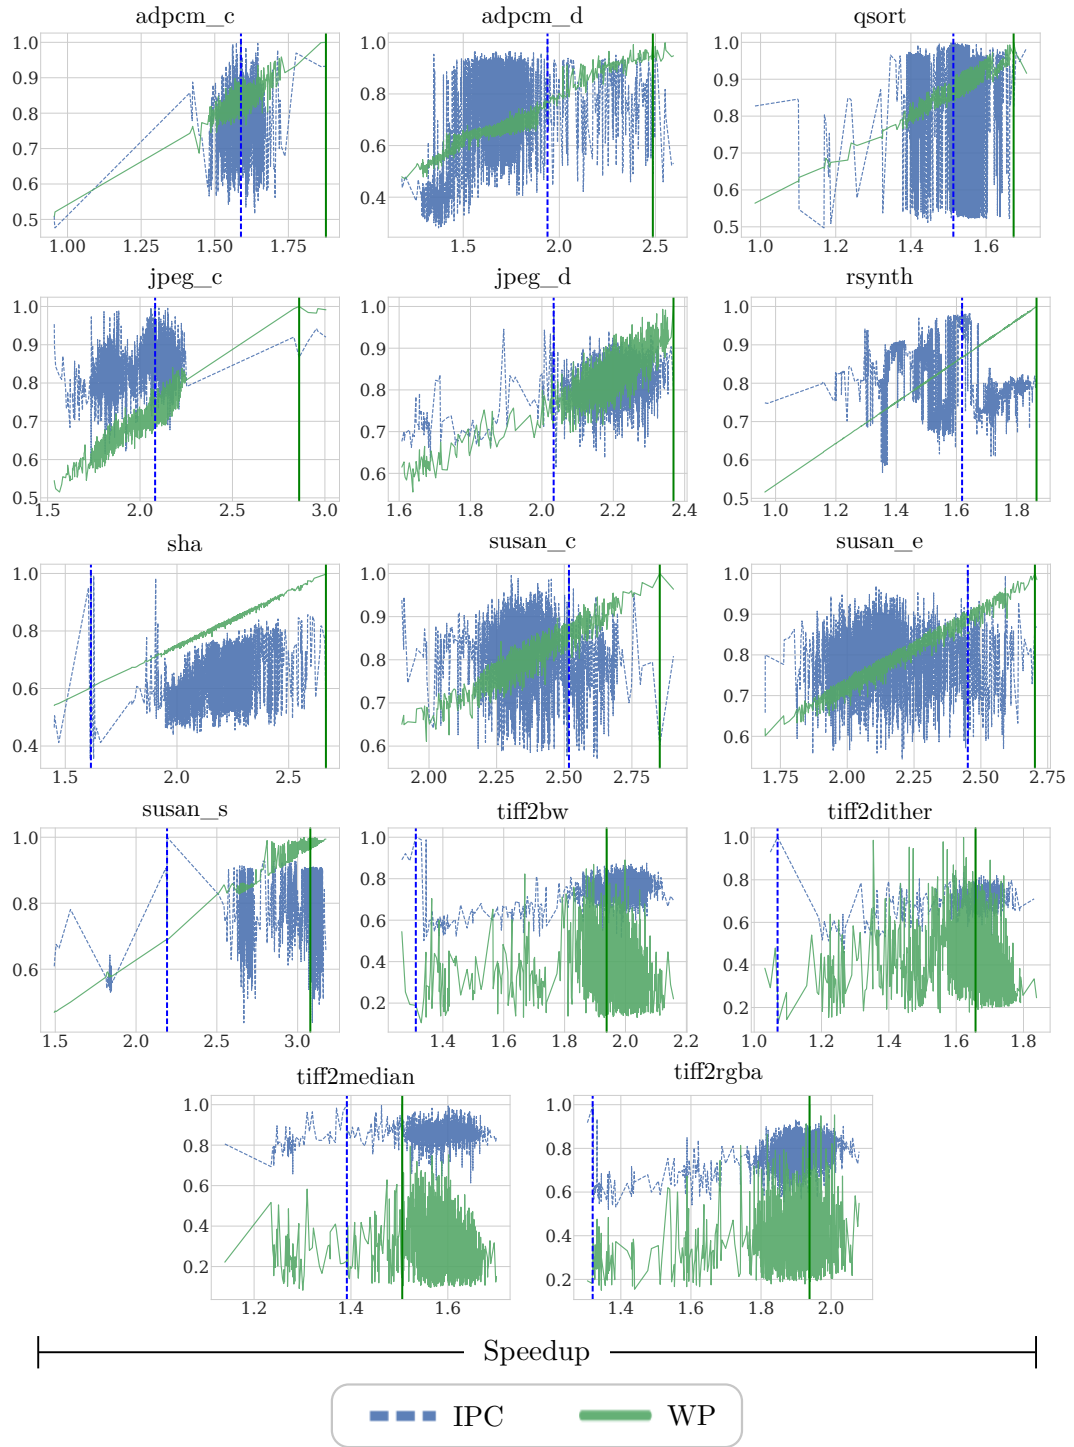 adpcm_c adpcm_d qsort
1.0 1.0
0.9 0.8 0.9
0.8 0.8
0.7 0.6 0.7
0.6 0.4 0.6
0.5 0.5
1.00 1.50 1.75 1.5 2.0 2.5 1.0 1.2 1.4 1.6
jpeg_c jpeg_d rsynth
1.0 1.0 1.0
0.9 0.9 0.9
0.8 0.8 0.8
0.7 0.7 0.7
0.6 0.6 0.6
0.5 0.5
1.5 2.0 2.5 3.0 1.6 1.8 2.0 2.2 2.4 1.0 1.2 1.4 1.6 1.8
sha susan_c susan_e
1.0 1.0 1.0
0.8 0.9 0.9
0.6 0.8 0.8
0.4 0.7 0.7
0.6 0.6
1.5 2.0 2.5 2.00 2.25 2.50 2.75 1.75 2.00 2.25 2.50 2.75
susan_s tiff2bw tiff2dither
1.0 1.0 1.0
0.8 0.8 0.8
0.6 0.6 0.6
0.4 0.4
0.2 0.2
1.5 2.0 2.5 3.0 1.4 1.6 1.8 2.0 2.2 1.0 1.2 1.4 1.6 1.8
tiff2median tiff2rgba
1.0 1.0
0.8 0.8
0.6 0.6
0.4 0.4
0.2 0.2
1.2 1.4 1.6 1.4 1.6 1.8 2.0
Speedup
IPC WP